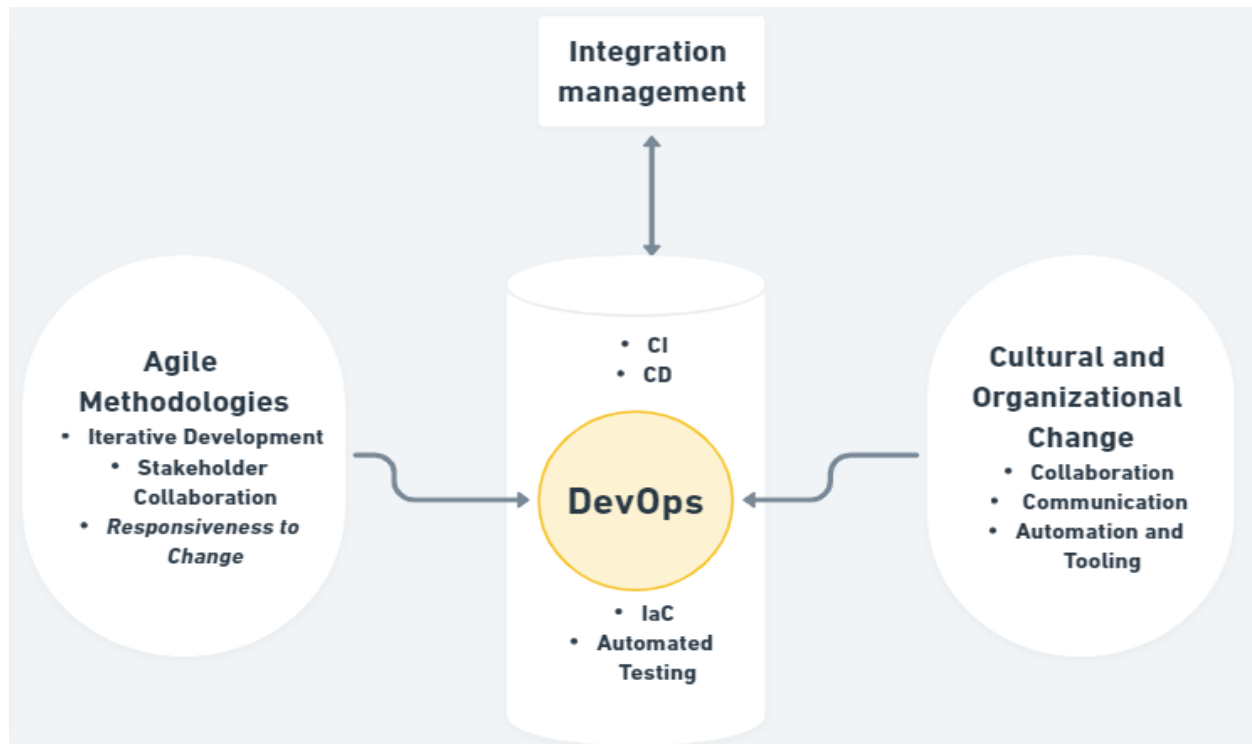 Integration
management
Agile
Methodologies
• Iterative Development
• Stakeholder
Collaboration
• Responsiveness to
Change
• CI
• CD
DevOps
• IaC
• Automated
Testing
Cultural and
Organizational
Change
• Collaboration
• Communication
• Automation and
Tooling